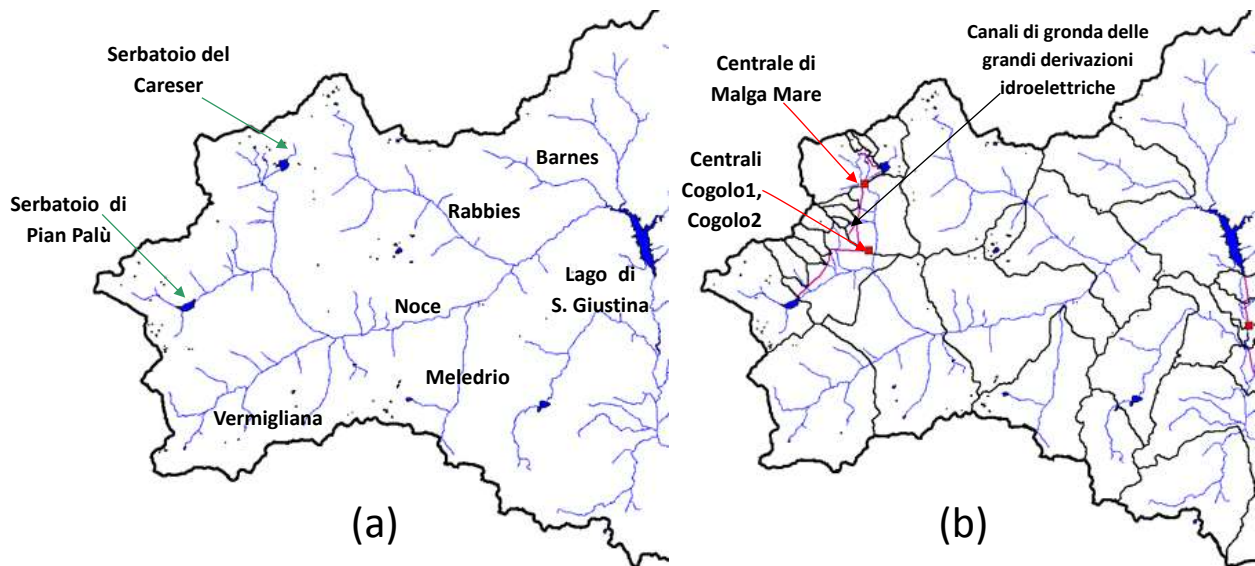 Serbatoio del
Careser
Serbatoio di
Pian Palù
Barnes
Rabbies
Lago di
S. Giustina
Noce
Meledrio
Vermigliana
(a)
Canali di gronda delle
grandi derivazioni
idroelettriche
Centrale di
Malga Mare
Centrali
Cogolo1,
Cogolo2
(b)